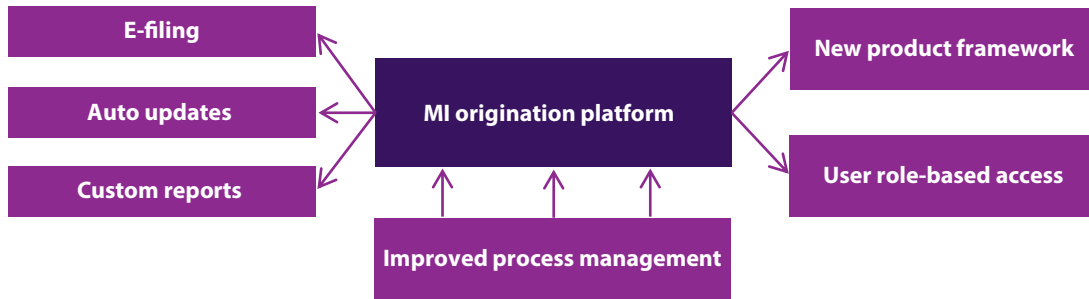 E-filing
Auto updates
Custom reports
MI origination platform
Improved process management
New product framework
User role-based access